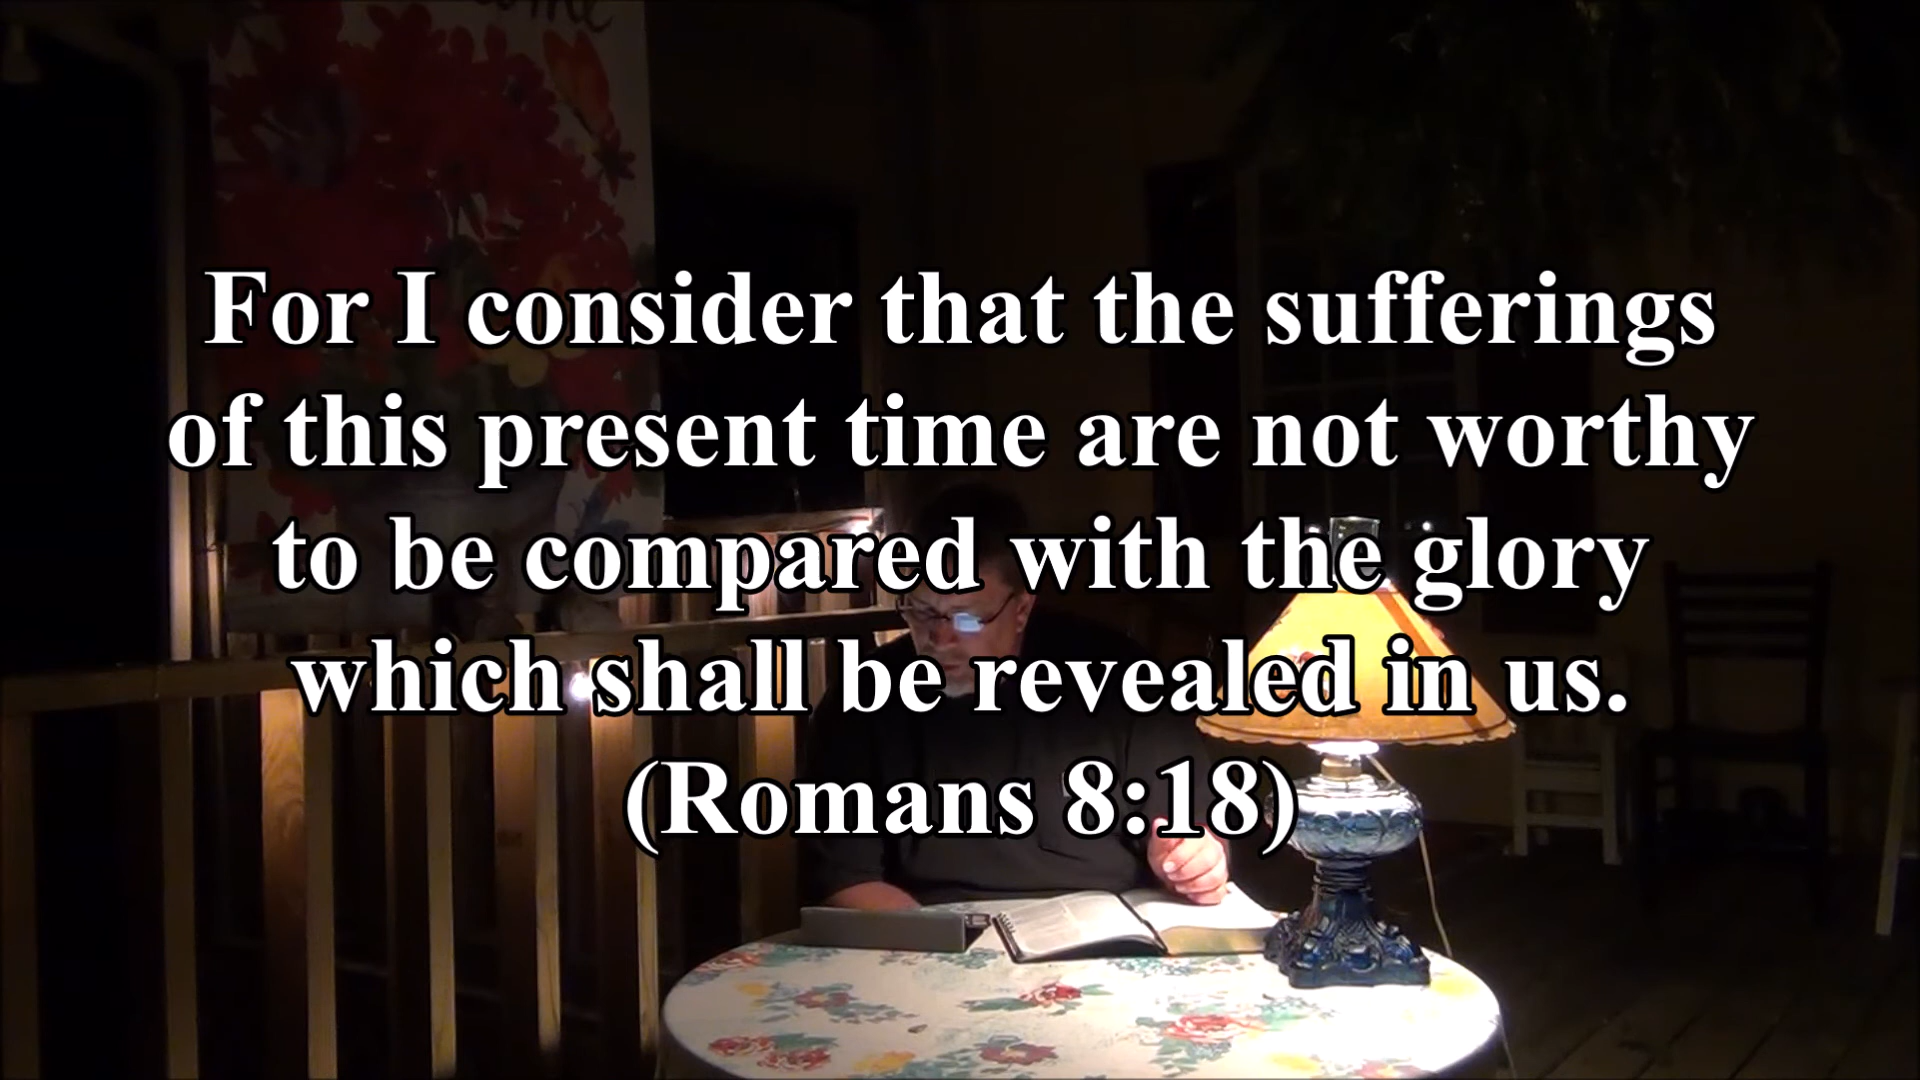 For I consider that the sufferings
of this present time are not worthy
to be compared with the glory
which shall be revealed in us.
(Romans 8:18)